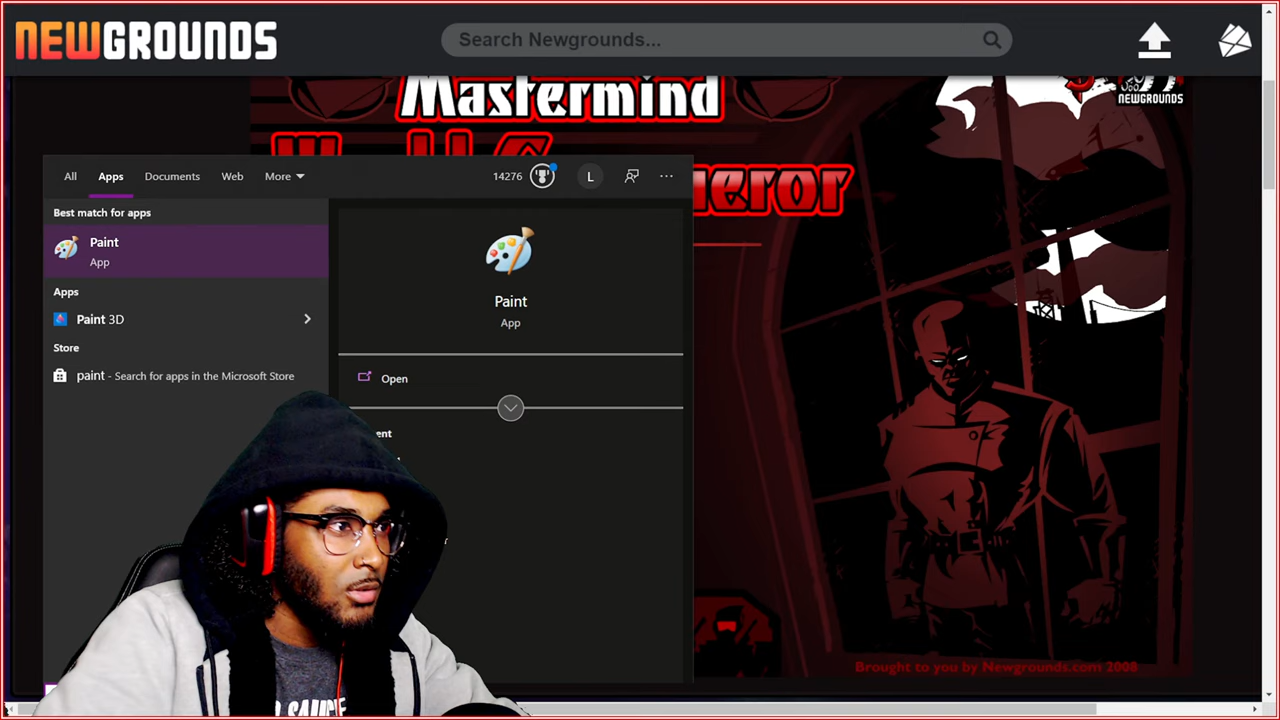 NEWGROUNDS
Search Newgrounds...
Mastermind
NEWGROUNDS
All Apps Documents Web More 14276 L ...
Best match for apps
Paint
App
Apps
Paint 3D
Store
paint - Search for apps in the Microsoft Store
Paint
App
Open
SAUCE
Brought to you by Newgrounds.com 2008